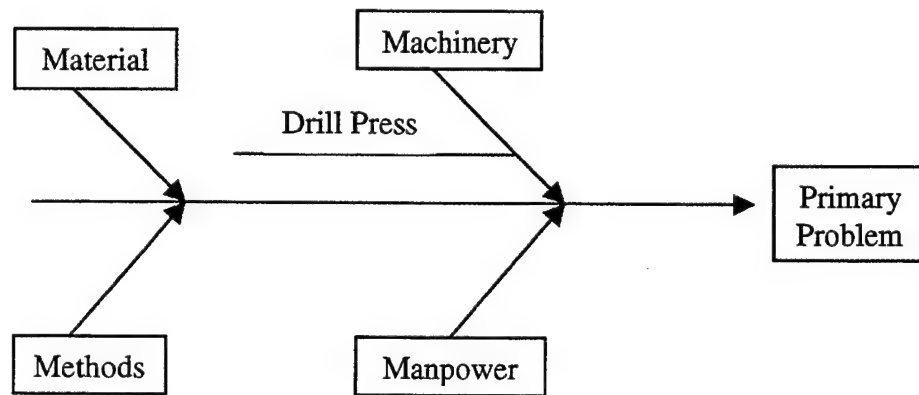 Material
Machinery
Drill Press
Primary
Problem
Methods
Manpower